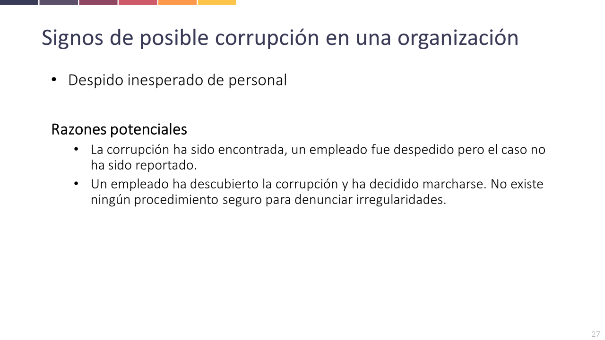 Signos de posible corrupción en una organización
• Despido inesperado de personal
Razones potenciales
• La corrupción ha sido encontrada, un empleado fue despedido pero el caso no
ha sido reportado.
• Un empleado ha descubierto la corrupción y ha decidido marcharse. No existe
ningún procedimiento seguro para denunciar irregularidades.
27